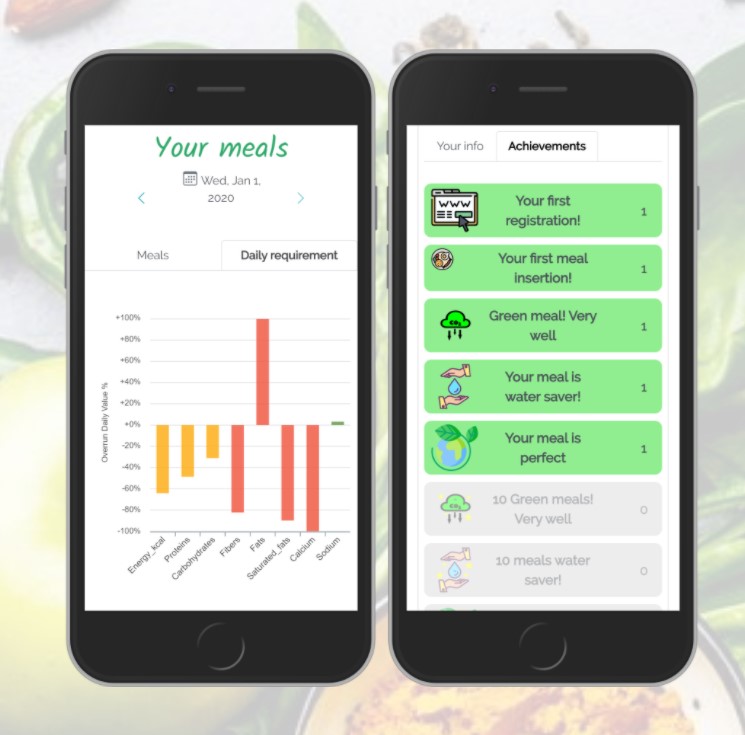 Your meals
Wed, Jan 1,
2020
Meals
Daily requirement
+100%
+80%
+60%
+40%
+20%
+0%
-20%
-40%
-60%
-80%
-100%
Overrun Daily Value %
Energy_kcal
Proteins
Carbohydrates
Fibers
Fats
Saturated_fats
Calcium
Sodium
Your info
Achievements
www
Your first
registration!
1
Your first meal
insertion!
1
CO₂
Green meal! Very
well
1
Your meal is
water saver!
1
Your meal is
perfect
1
CO₂
10 Green meals!
Very well
0
10 meals water
saver!
0